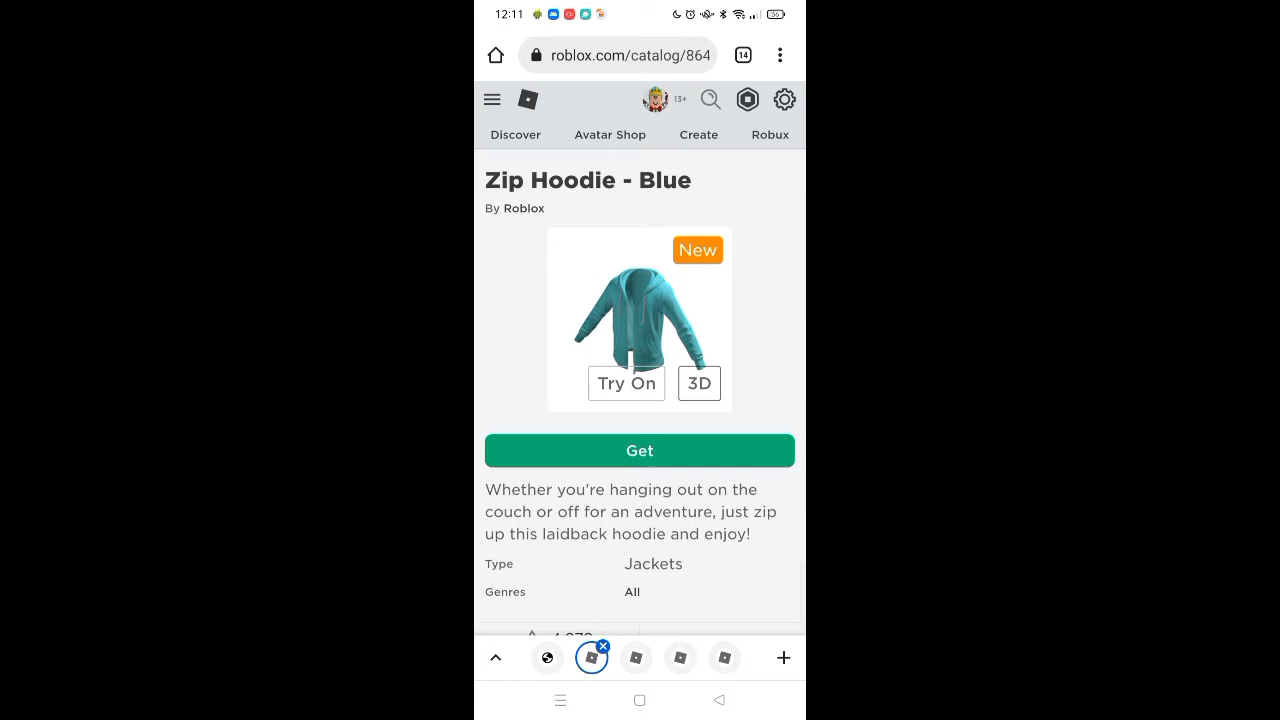 12:11
56
roblox.com/catalog/864
14
13+
Discover Avatar Shop Create Robux
Zip Hoodie - Blue
By Roblox
New
Try On 3D
Get
Whether you’re hanging out on the
couch or off for an adventure, just zip
up this laidback hoodie and enjoy!
Type Jackets
Genres All